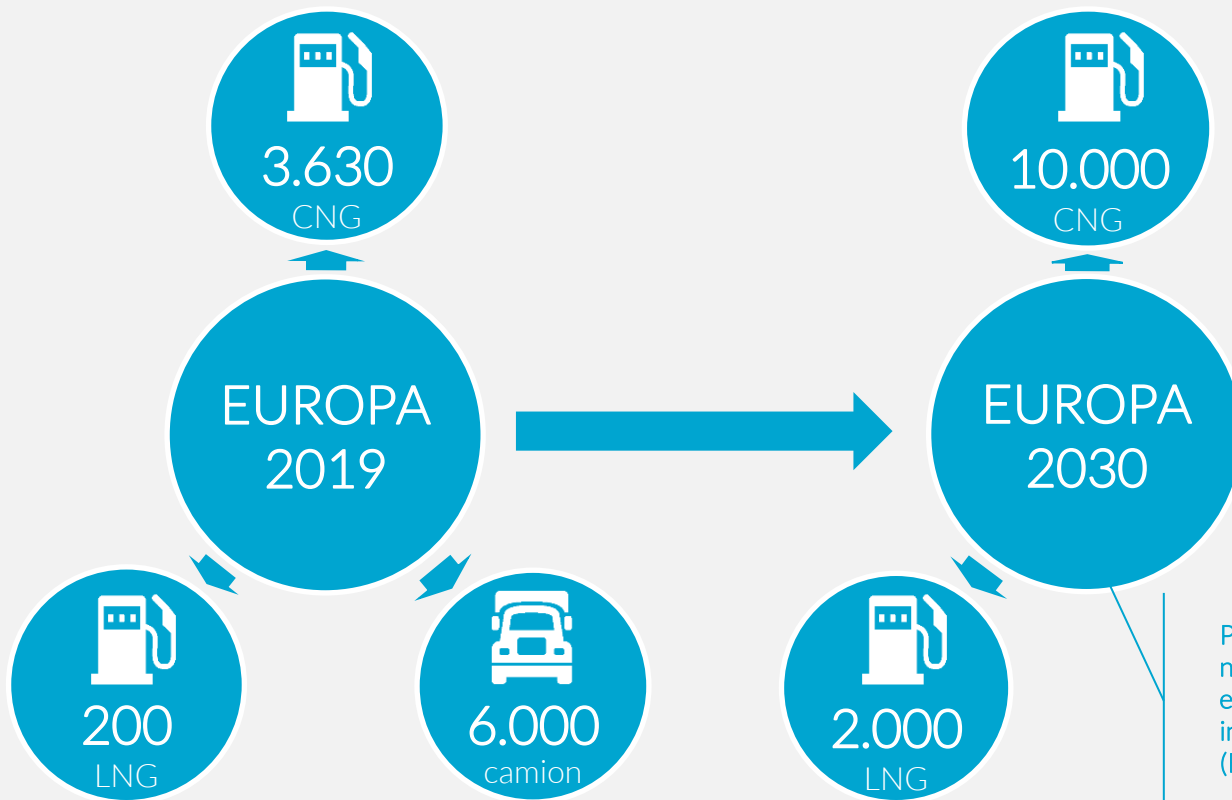 3.630
CNG
10.000
CNG
EUROPA
2019
EUROPA
2030
200
LNG
6.000
camion
2.000
LNG